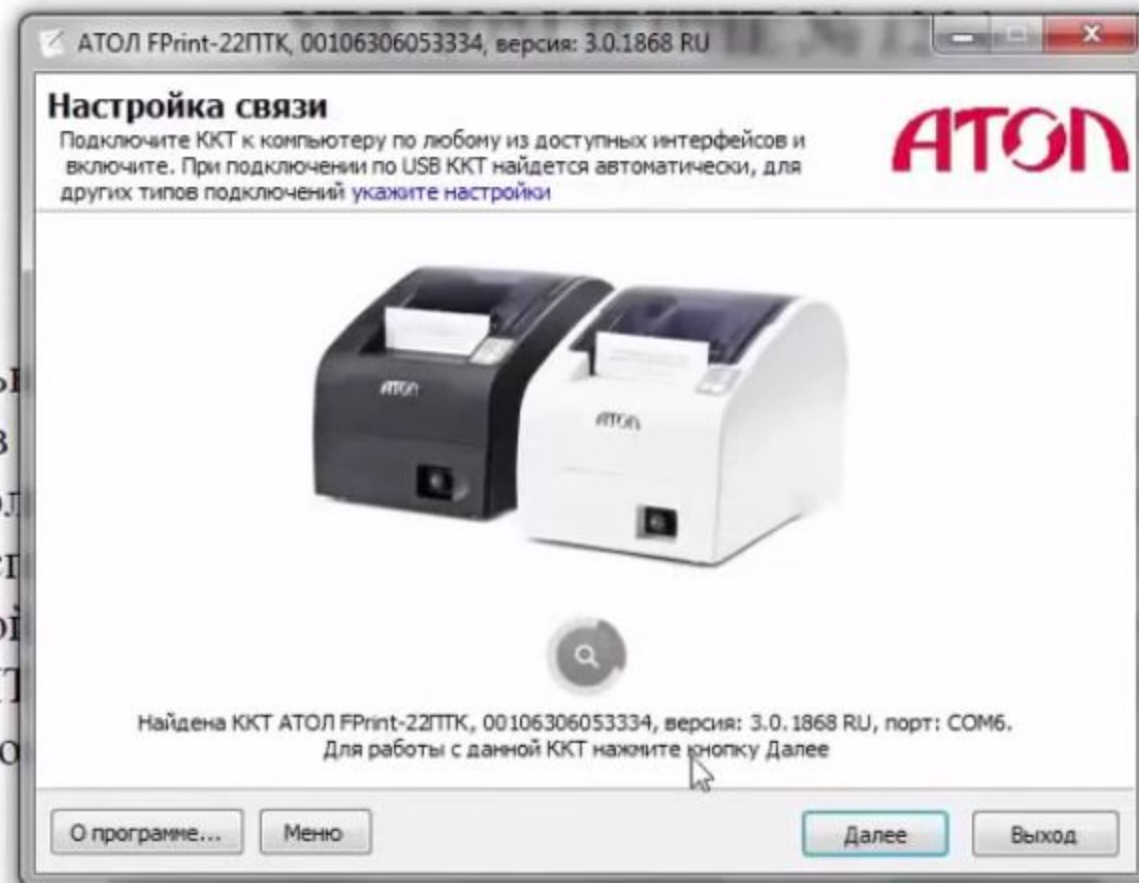 АТОЛ FPrint-22ПТК, 00106306053334, версия: 3.0.1868 RU
Настройка связи
Подключите ККТ к компьютеру по любому из доступных интерфейсов и
включите. При подключении по USB ККТ найдется автоматически, для
других типов подключений укажите настройки
АТОЛ
АТОЛ
АТОЛ
Найдена ККТ АТОЛ FPrint-22ПТК, 00106306053334, версия: 3.0.1868 RU, порт: COM6.
Для работы с данной ККТ нажмите кнопку Далее
О программе...
Меню
Далее
Выход